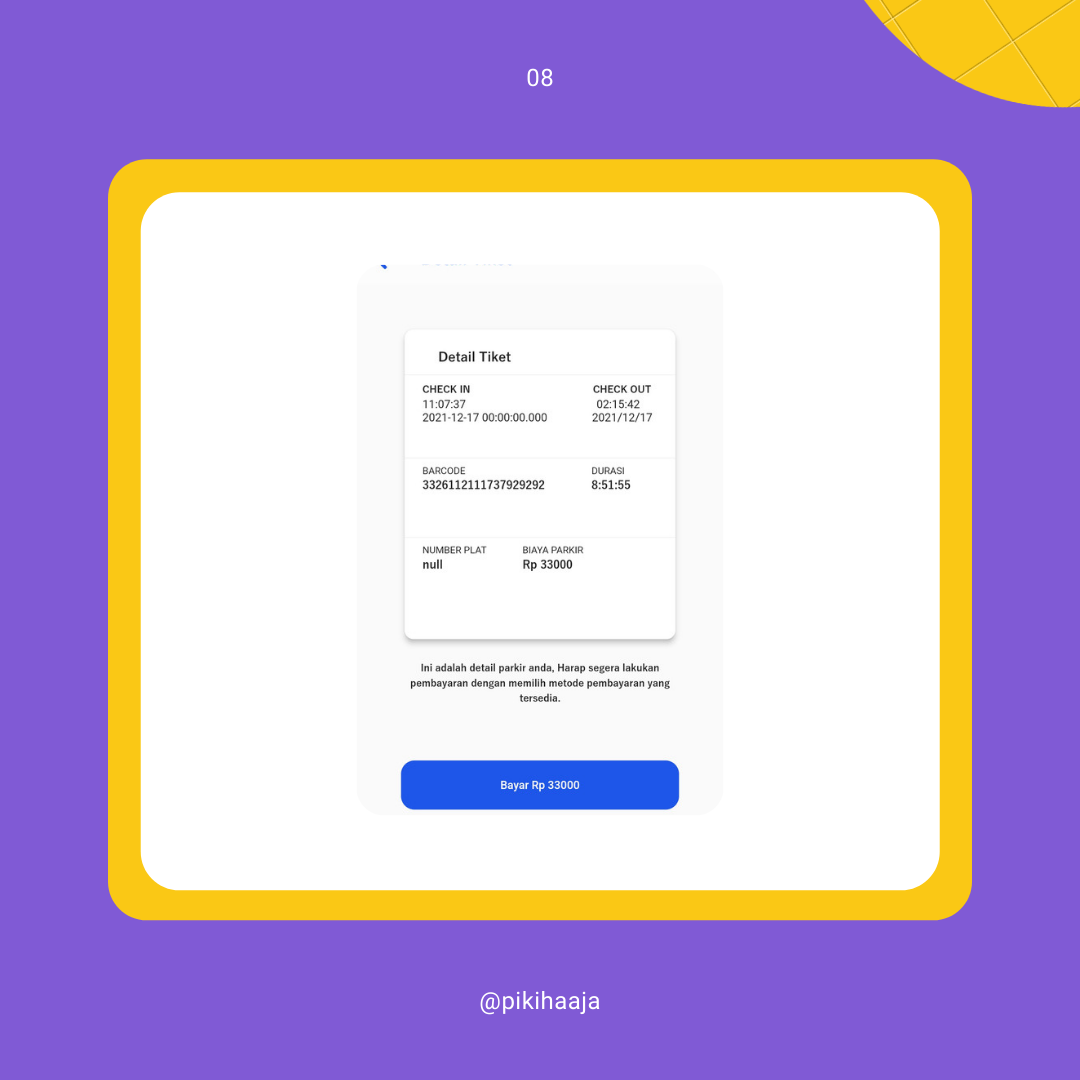 08
Detail Tiket
CHECK IN
CHECK OUT
11:07:37
02:15:42
2021-12-17 00:00:00.000
2021/12/17
BARCODE
DURASI
3326112111737929292
8:51:55
NUMBER PLAT
BIAYA PARKIR
null
Rp 33000
Ini adalah detail parkir anda, Harap segera lakukan
pembayaran dengan memilih metode pembayaran yang
tersedia.
Bayar Rp 33000
@pikihaaja